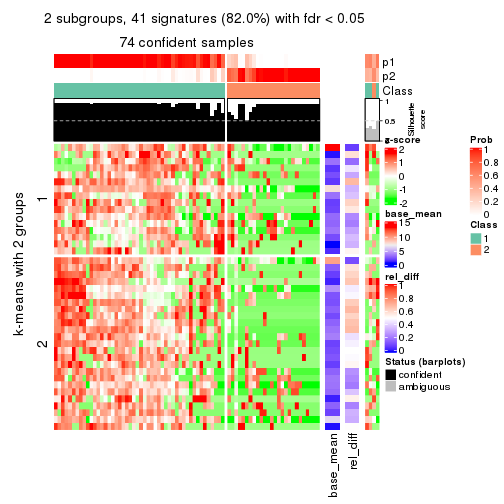 2 subgroups, 41 signatures (82.0%) with fdr < 0.05
74 confident samples
p1
p2
Class
1
0.5
0
Silhouette
score
k-means with 2 groups
1
2
base_mean
rel_diff
z-score
2
1
0
-1
-2
base_mean
15
10
5
0
rel_diff
1
0.8
0.6
0.4
0.2
0
Status (barplots)
confident
ambiguous
Prob
1
0.8
0.6
0.4
0.2
0
Class
1
2